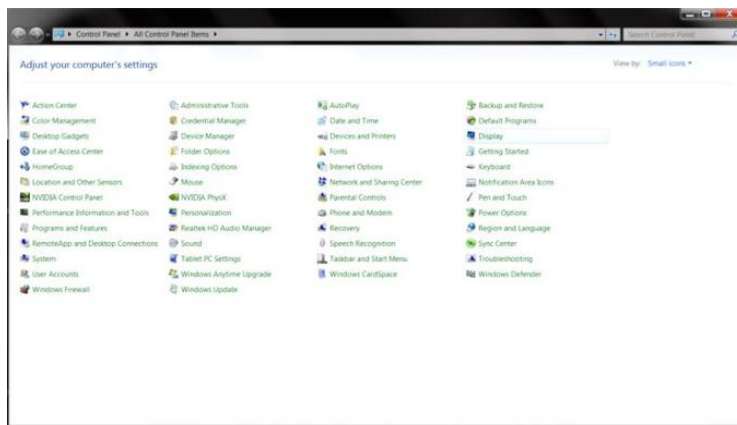 Control Panel All Control Panel Items
Search Control Panel
Adjust your computer's settings
View by: Small icons
Action Center Administrative Tools AutoPlay Backup and Restore
Color Management Credential Manager Date and Time Default Programs
Desktop Gadgets Device Manager Devices and Printers Display
Ease of Access Center Folder Options Fonts Getting Started
HomeGroup Indexing Options Internet Options Keyboard
Location and Other Sensors Mouse Network and Sharing Center Notification Area Icons
NVIDIA Control Panel NVIDIA PhysX Parental Controls Pen and Touch
Performance Information and Tools Personalization Phone and Modem Power Options
Programs and Features Realtek HD Audio Manager Recovery Region and Language
RemoteApp and Desktop Connections Sound Speech Recognition Sync Center
System Tablet PC Settings Taskbar and Start Menu Troubleshooting
User Accounts Windows Anytime Upgrade Windows CardSpace Windows Defender
Windows Firewall Windows Update